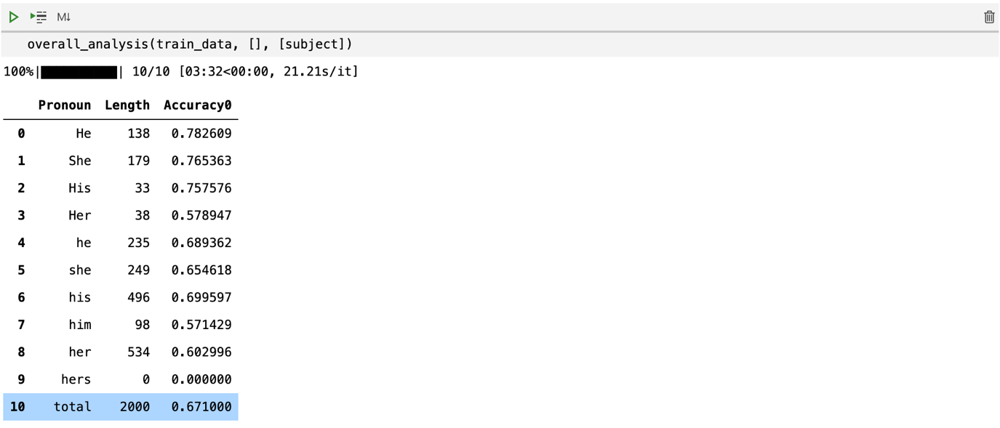 M↓
overall_analysis(train_data, [], [subject])
100%|██████████| 10/10 [03:32<00:00, 21.21s/it]
Pronoun Length Accuracy0
0 He 138 0.782609
1 She 179 0.765363
2 His 33 0.757576
3 Her 38 0.578947
4 he 235 0.689362
5 she 249 0.654618
6 his 496 0.699597
7 him 98 0.571429
8 her 534 0.602996
9 hers 0 0.000000
10 total 2000 0.671000